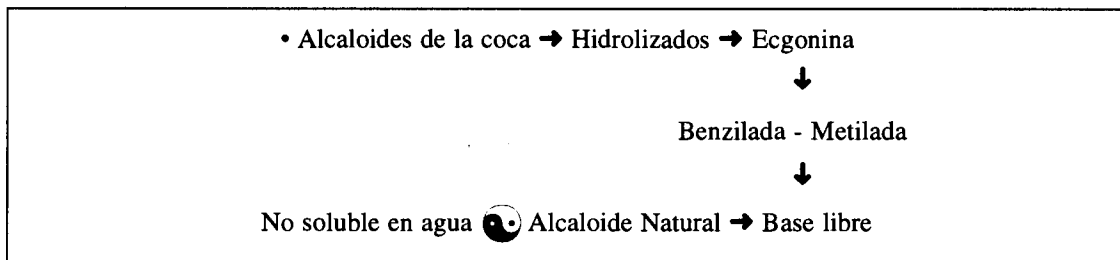 • Alcaloides de la coca → Hidrolizados → Ecgonina
↓
Benzilada - Metilada
↓
No soluble en agua ☯ Alcaloide Natural → Base libre